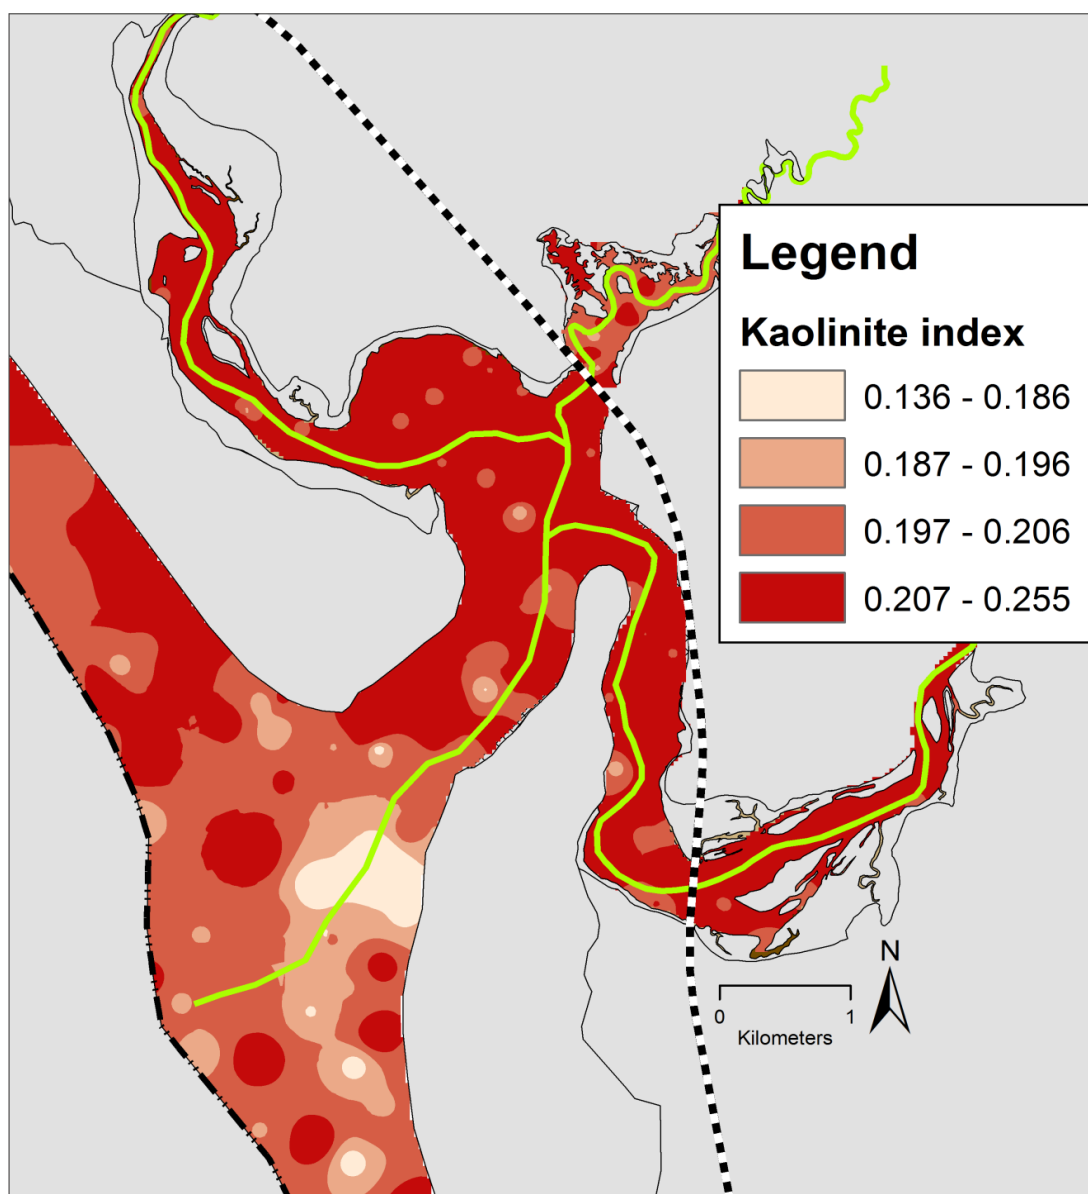 Legend
Kaolinite index
0.136 - 0.186
0.187 - 0.196
0.197 - 0.206
0.207 - 0.255
N
0 1
Kilometers